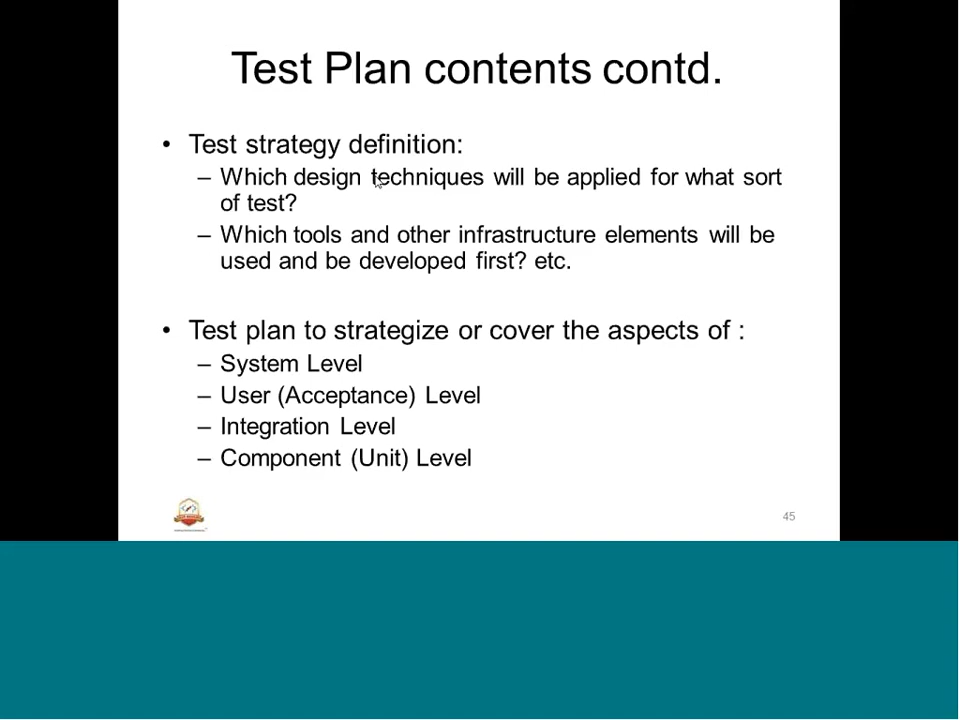 Test Plan contents contd.
• Test strategy definition:
– Which design techniques will be applied for what sort
of test?
– Which tools and other infrastructure elements will be
used and be developed first? etc.
• Test plan to strategize or cover the aspects of :
– System Level
– User (Acceptance) Level
– Integration Level
– Component (Unit) Level
45